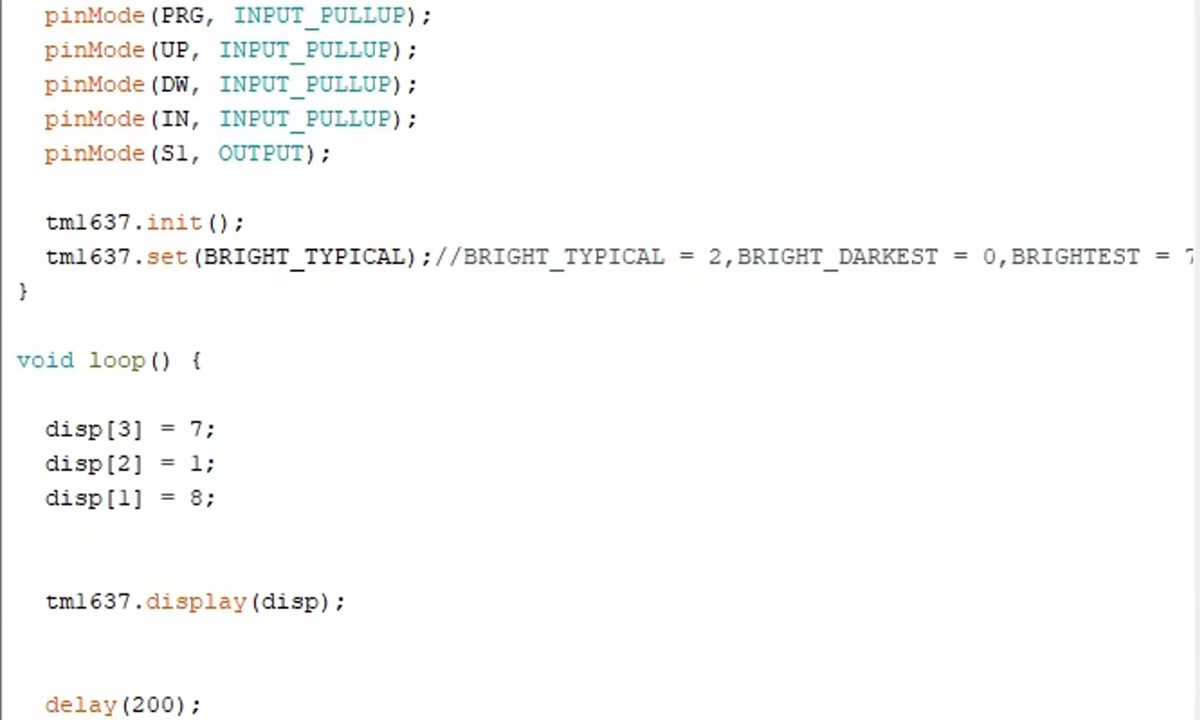 pinMode(PRG, INPUT_PULLUP);
pinMode(UP, INPUT_PULLUP);
pinMode(DW, INPUT_PULLUP);
pinMode(IN, INPUT_PULLUP);
pinMode(S1, OUTPUT);
tm1637.init();
tm1637.set(BRIGHT_TYPICAL);//BRIGHT_TYPICAL = 2,BRIGHT_DARKEST = 0,BRIGHTEST = 7
}
void loop() {
disp[3] = 7;
disp[2] = 1;
disp[1] = 8;
tm1637.display(disp);
delay(200);